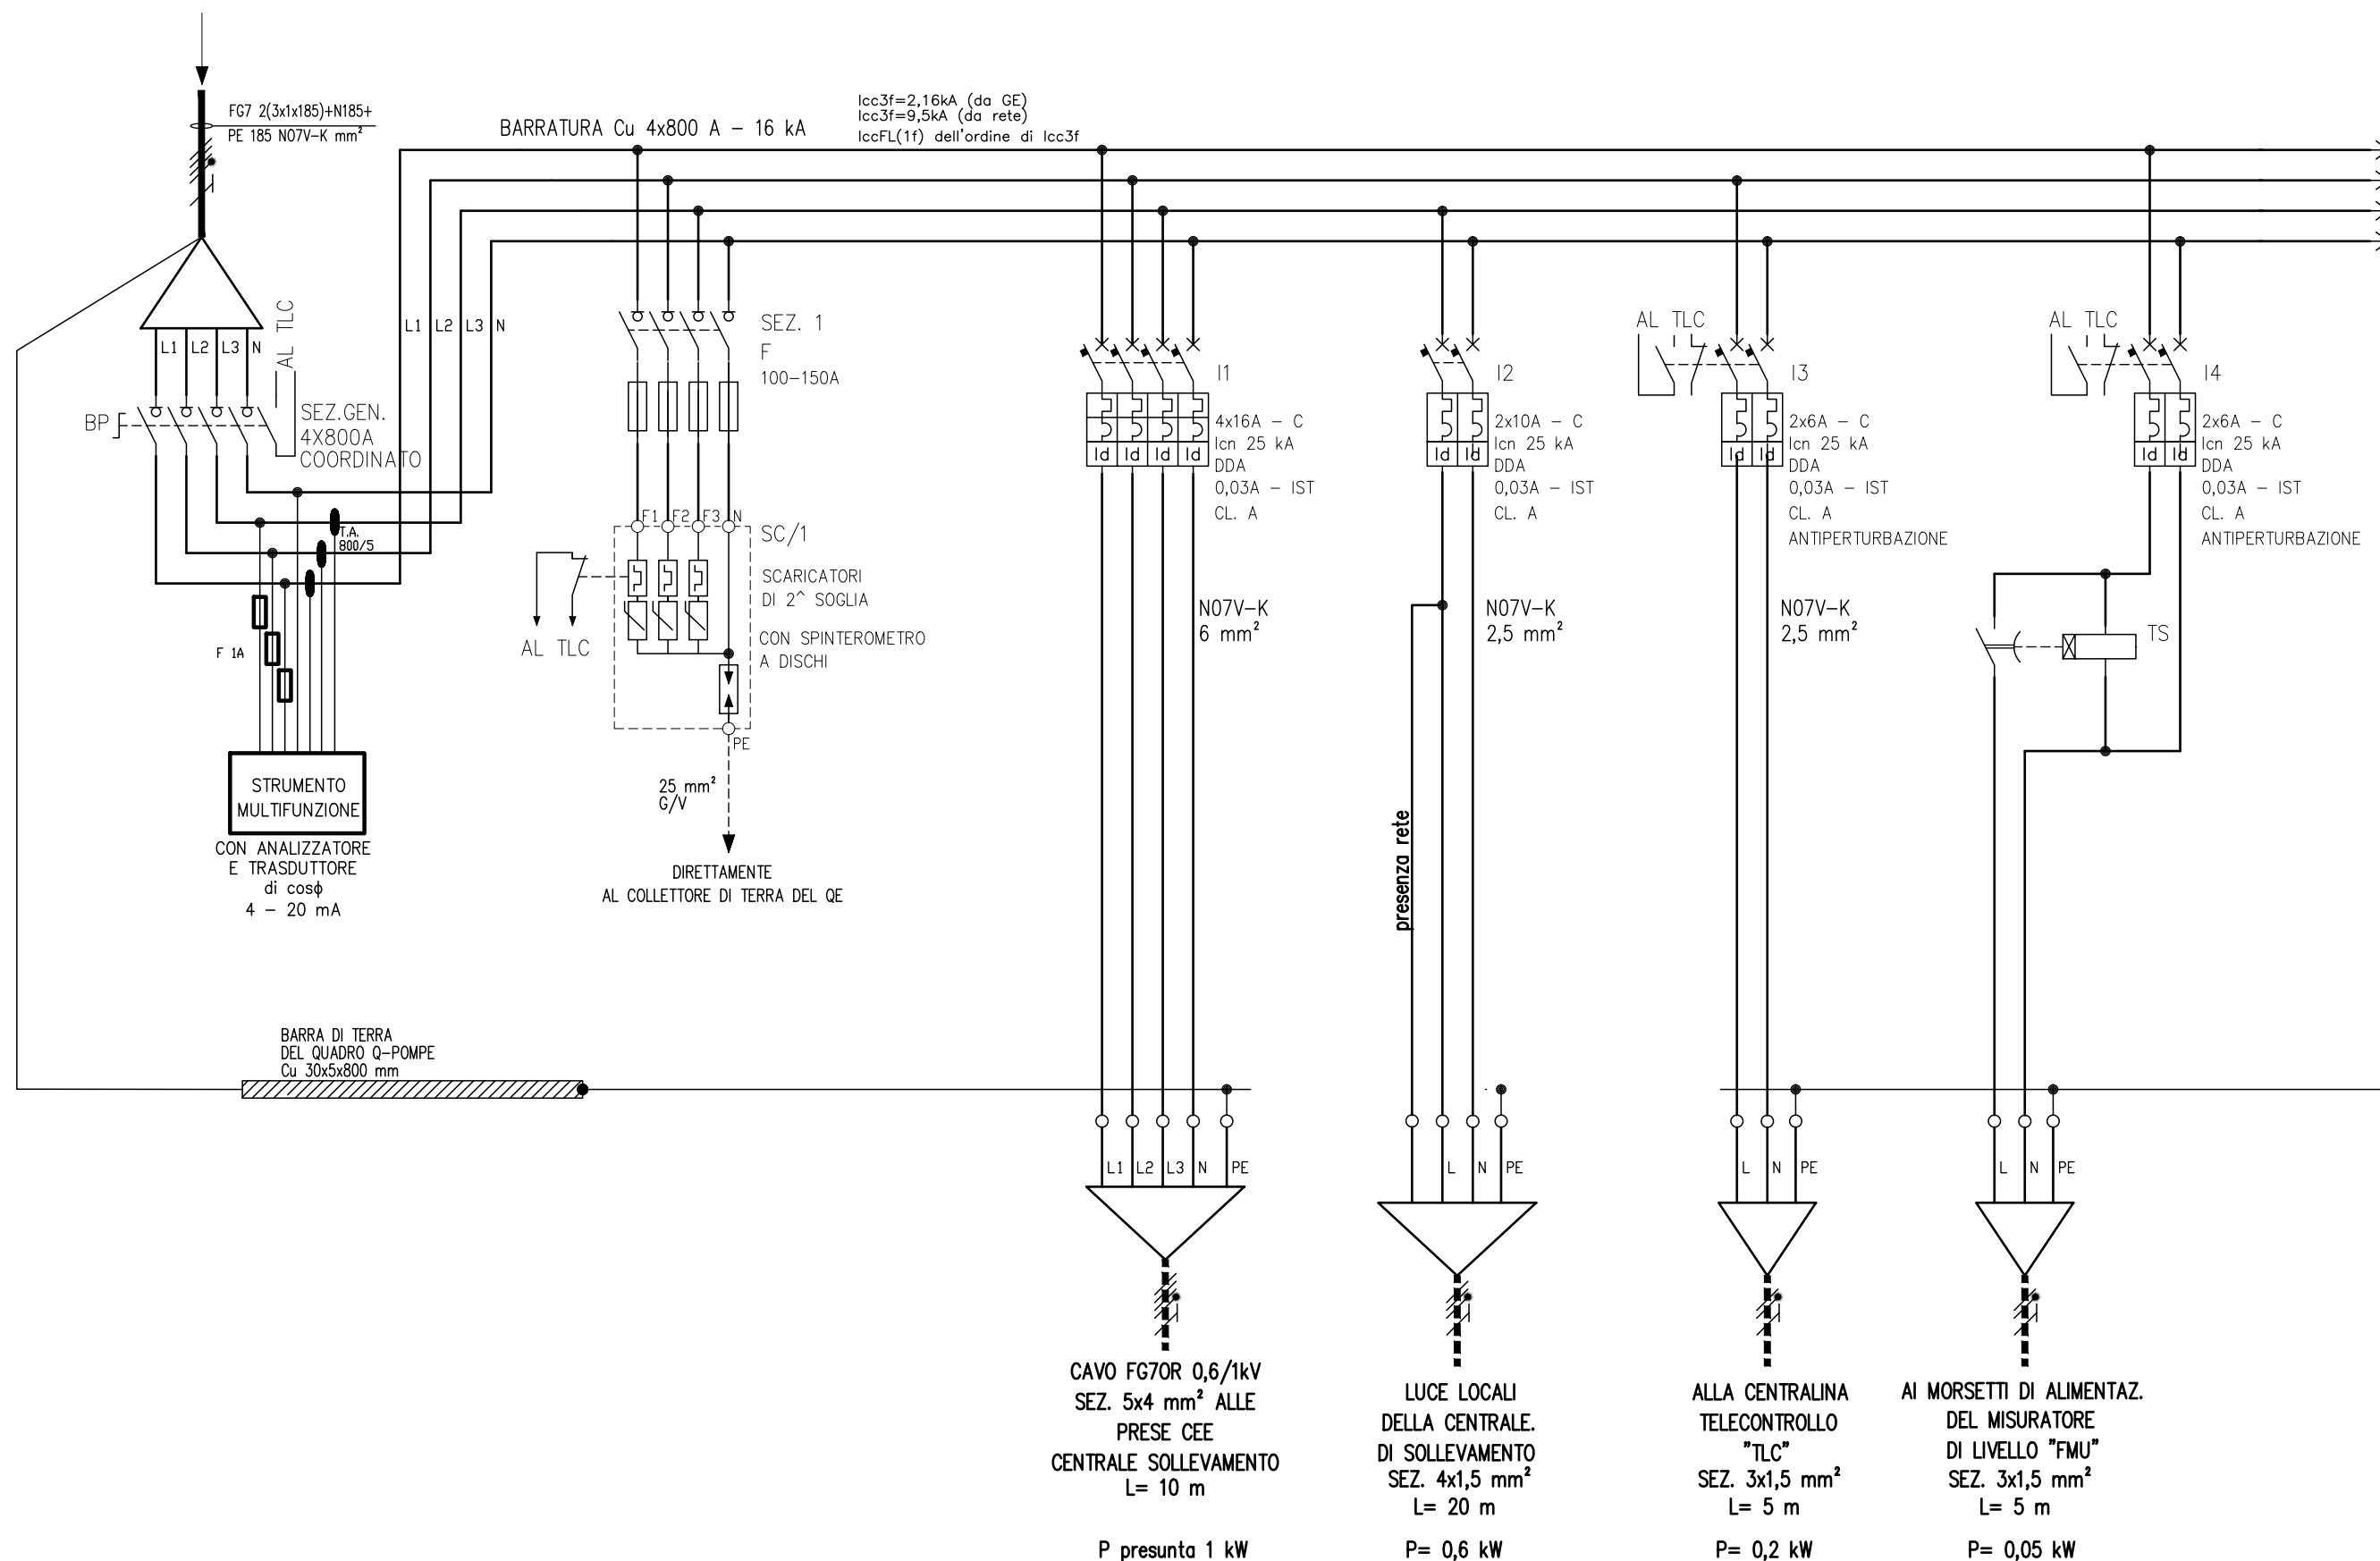 FG7 2(3x1x185)+N185+
PE 185 N07V-K mm²
BARRATURA Cu 4x800 A - 16 kA
Icc3f=2,16kA (da GE)
Icc3f=9,5kA (da rete)
IccFL(1f) dell'ordine di Icc3f
L1 L2 L3 N
AL TLC
BP
SEZ.GEN.
4X800A
COORDINATO
L1 L2 L3 N
T.A.
800/5
F 1A
STRUMENTO
MULTIFUNZIONE
CON ANALIZZATORE
E TRASDUTTORE
di cosϕ
4 - 20 mA
SEZ. 1
F
100-150A
F1 F2 F3 N
SC/1
SCARICATORI
DI 2^ SOGLIA
CON SPINTEROMETRO
A DISCHI
AL TLC
PE
25 mm²
G/V
DIRETTAMENTE
AL COLLETTORE DI TERRA DEL QE
BARRA DI TERRA
DEL QUADRO Q-POMPE
Cu 30x5x800 mm
I1
Id Id Id Id
4x16A - C
Icn 25 kA
DDA
0,03A - IST
CL. A
N07V-K
6 mm²
L1 L2 L3 N PE
CAVO FG7OR 0,6/1kV
SEZ. 5x4 mm² ALLE
PRESE CEE
CENTRALE SOLLEVAMENTO
L= 10 m
P presunta 1 kW
I2
Id Id
2x10A - C
Icn 25 kA
DDA
0,03A - IST
CL. A
N07V-K
2,5 mm²
presenza rete
L N PE
LUCE LOCALI
DELLA CENTRALE.
DI SOLLEVAMENTO
SEZ. 4x1,5 mm²
L= 20 m
P= 0,6 kW
AL TLC
I3
Id Id
2x6A - C
Icn 25 kA
DDA
0,03A - IST
CL. A
ANTIPERTURBAZIONE
N07V-K
2,5 mm²
L N PE
ALLA CENTRALINA
TELECONTROLLO
"TLC"
SEZ. 3x1,5 mm²
L= 5 m
P= 0,2 kW
AL TLC
I4
Id Id
2x6A - C
Icn 25 kA
DDA
0,03A - IST
CL. A
ANTIPERTURBAZIONE
TS
L N PE
AI MORSETTI DI ALIMENTAZ.
DEL MISURATORE
DI LIVELLO "FMU"
SEZ. 3x1,5 mm²
L= 5 m
P= 0,05 kW